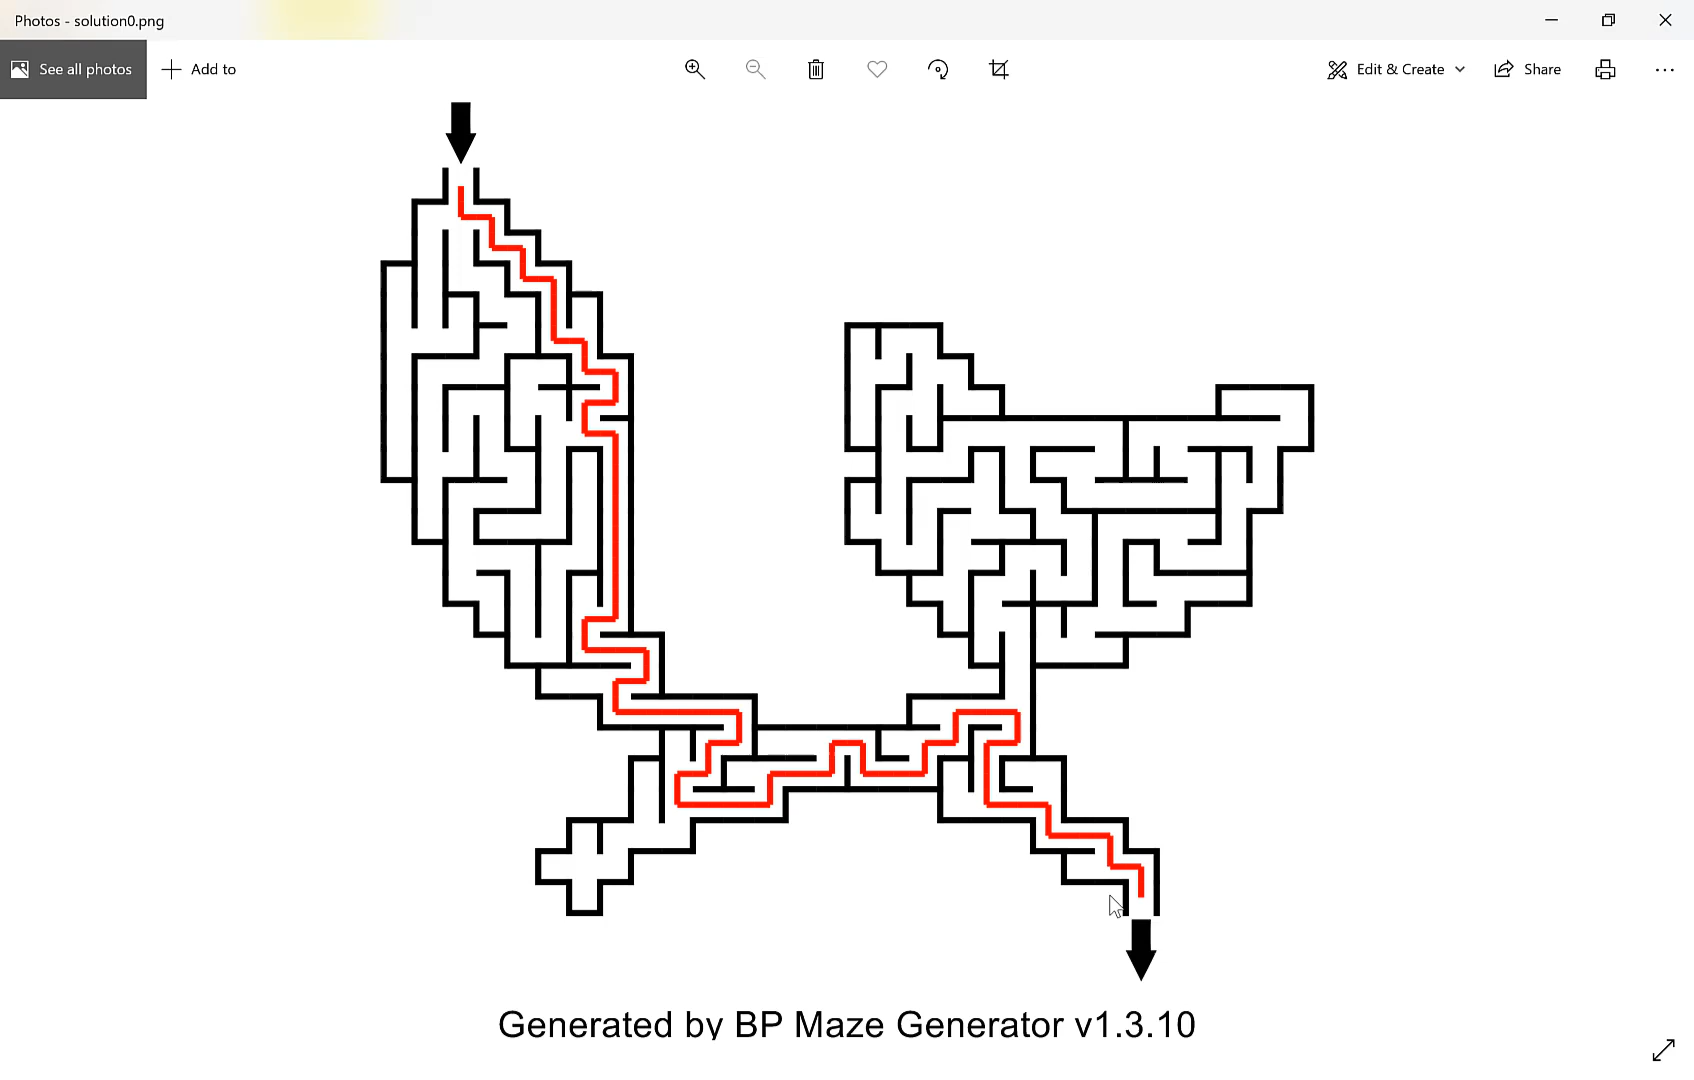 Photos - solution0.png
See all photos
Add to
Edit & Create
Share
Generated by BP Maze Generator v1.3.10